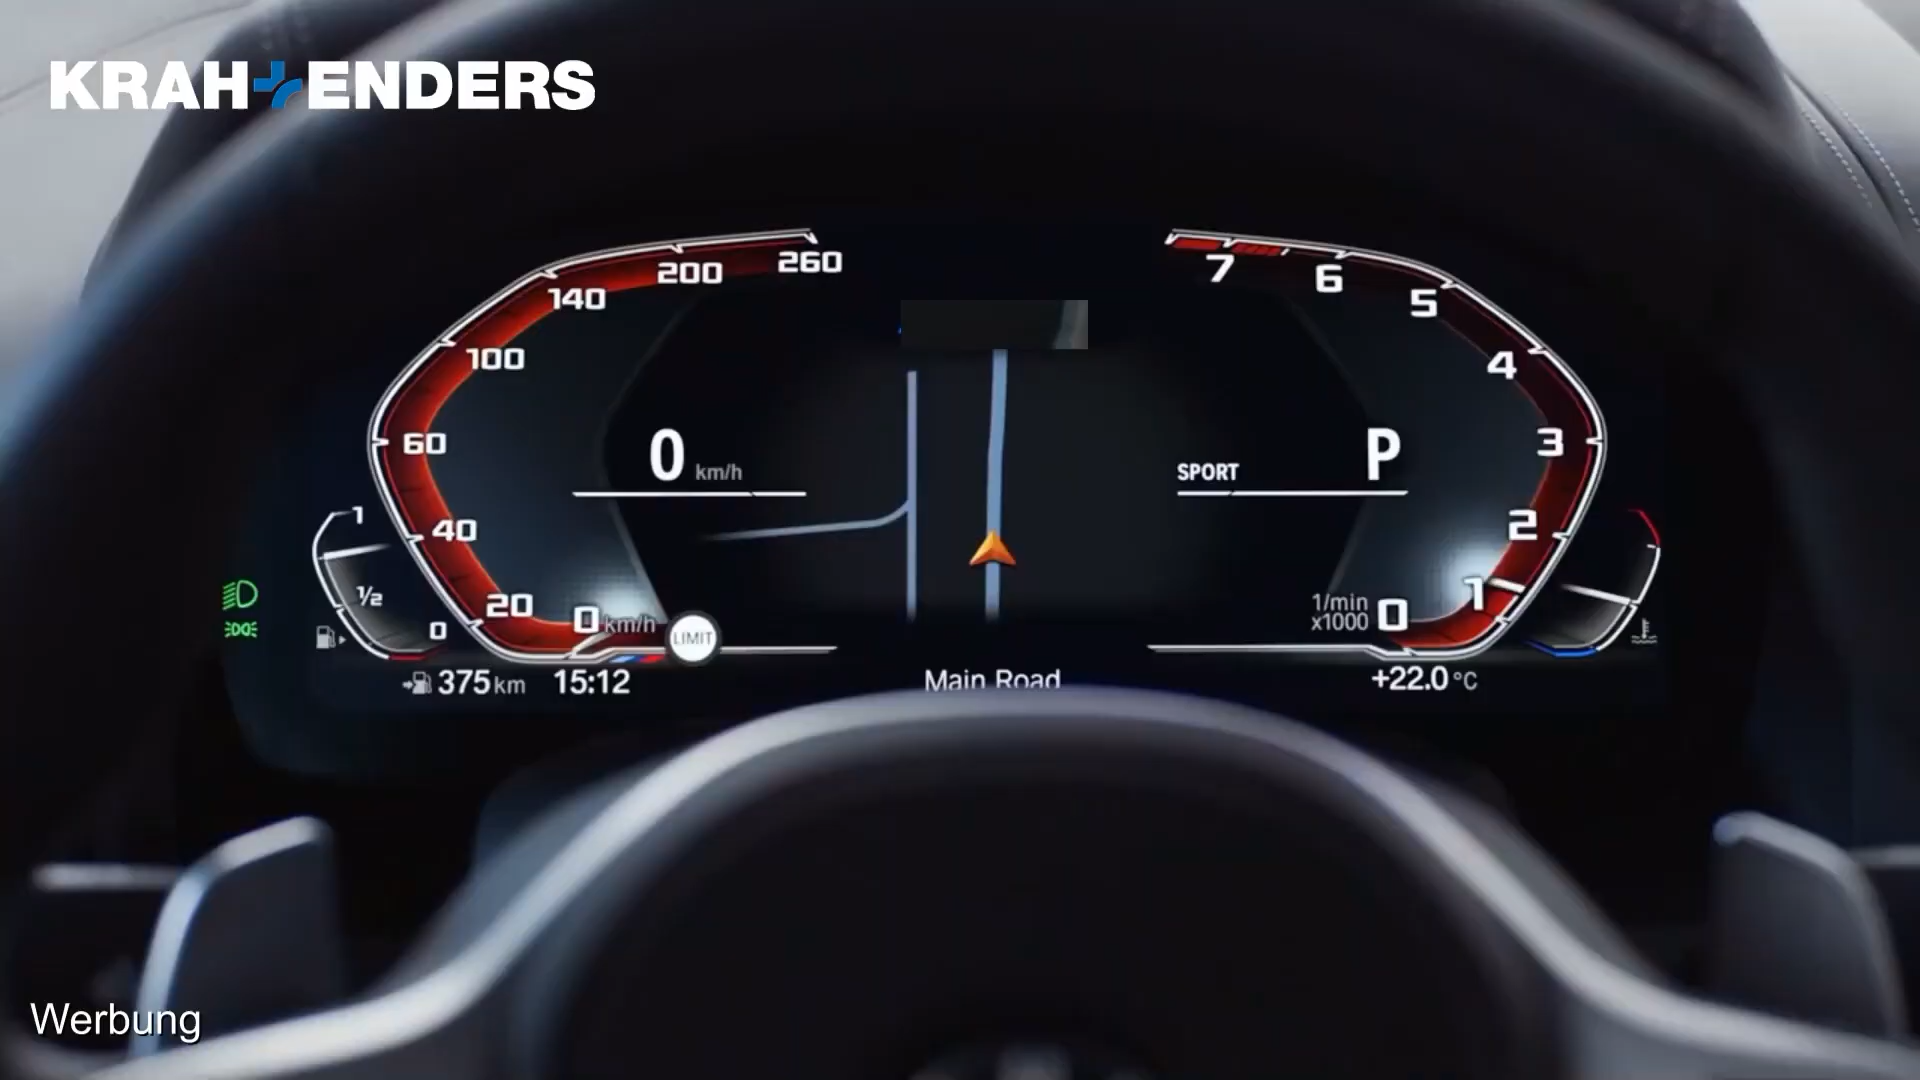 KRAH ENDERS
260
200
140
100
60
40
20
0 km/h
7
6
5
4
3
2
1
0
1/min
x1000
0 km/h
SPORT
P
1
1/2
0
LIMIT
375 km
15:12
Main Road
+22.0 °C
Werbung